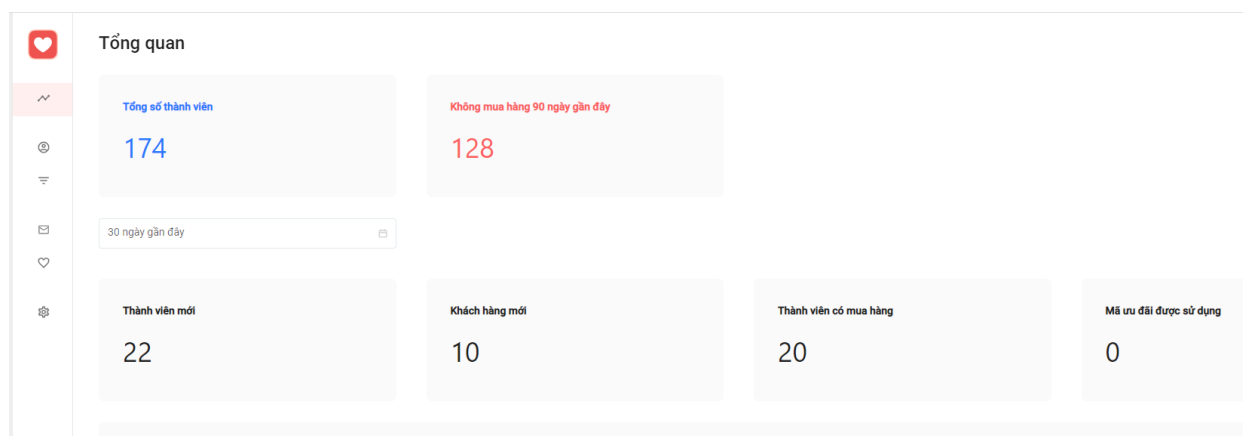 Tổng quan
Tổng số thành viên
174
Không mua hàng 90 ngày gần đây
128
30 ngày gần đây
Thành viên mới
22
Khách hàng mới
10
Thành viên có mua hàng
20
Mã ưu đãi được sử dụng
0